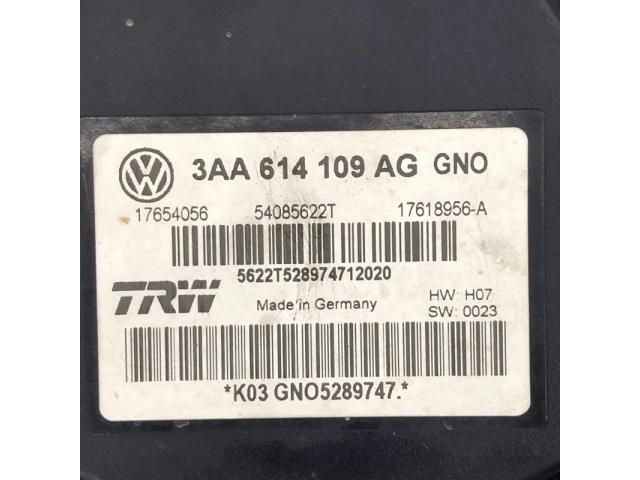 VW 3AA 614 109 AG GNO
17654056 54085622T 17618956-A
5622T528974712020
TRW Made in Germany HW: H07
SW: 0023
*K03 GNO5289747.*